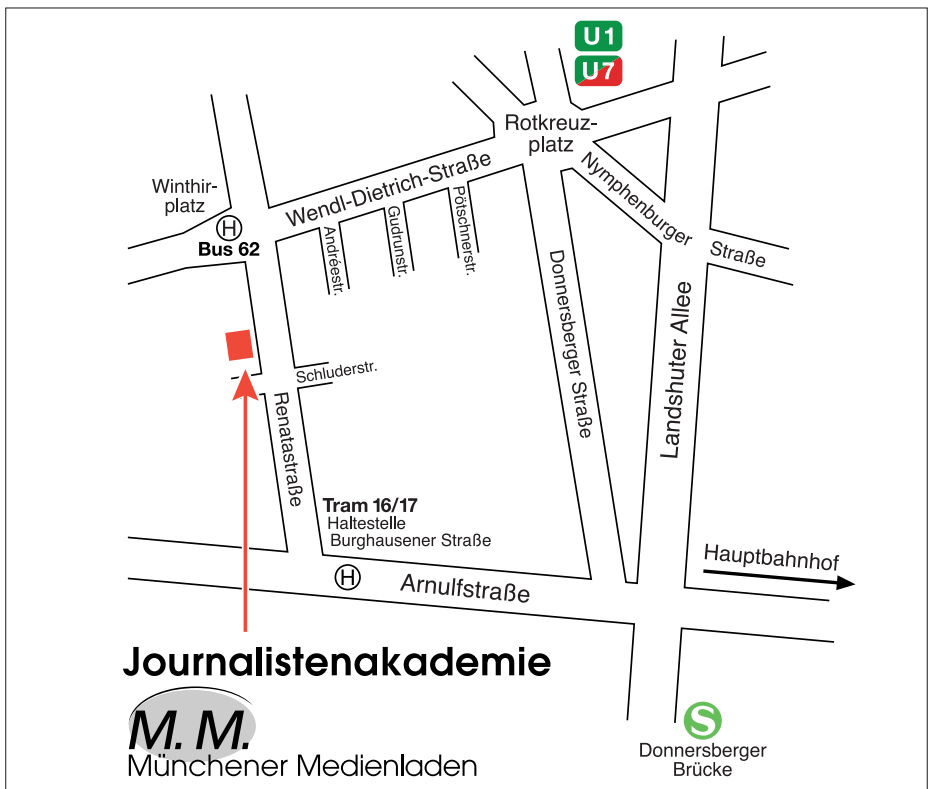 U1
U7
Rotkreuz-
platz
Nymphenburger Straße
Wendl-Dietrich-Straße
Winthir-
platz
H
Bus 62
Andréestr.
Gudrunstr.
Pötschnerstr.
Donnersberger Straße
Landshuter Allee
Schluderstr.
Renatastraße
Tram 16/17
Haltestelle
Burghausener Straße
H
Arnulfstraße
Hauptbahnhof
Journalistenakademie
M. M.
Münchener Medienladen
S
Donnersberger
Brücke